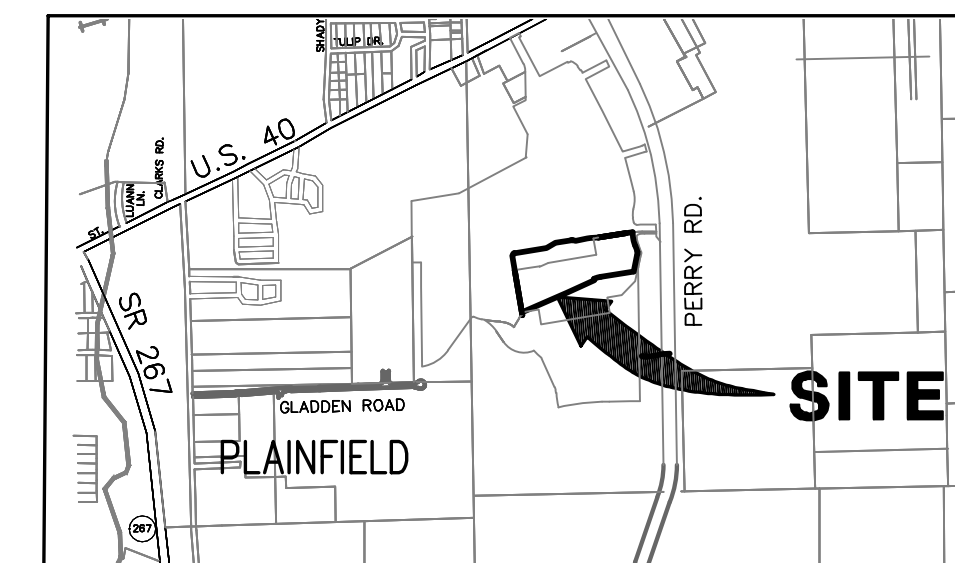 SHADY
TULIP DR.
U.S. 40
CLARKS RD.
LUANN
LN.
ST.
SR 267
PERRY RD.
SITE
GLADDEN ROAD
PLAINFIELD
267